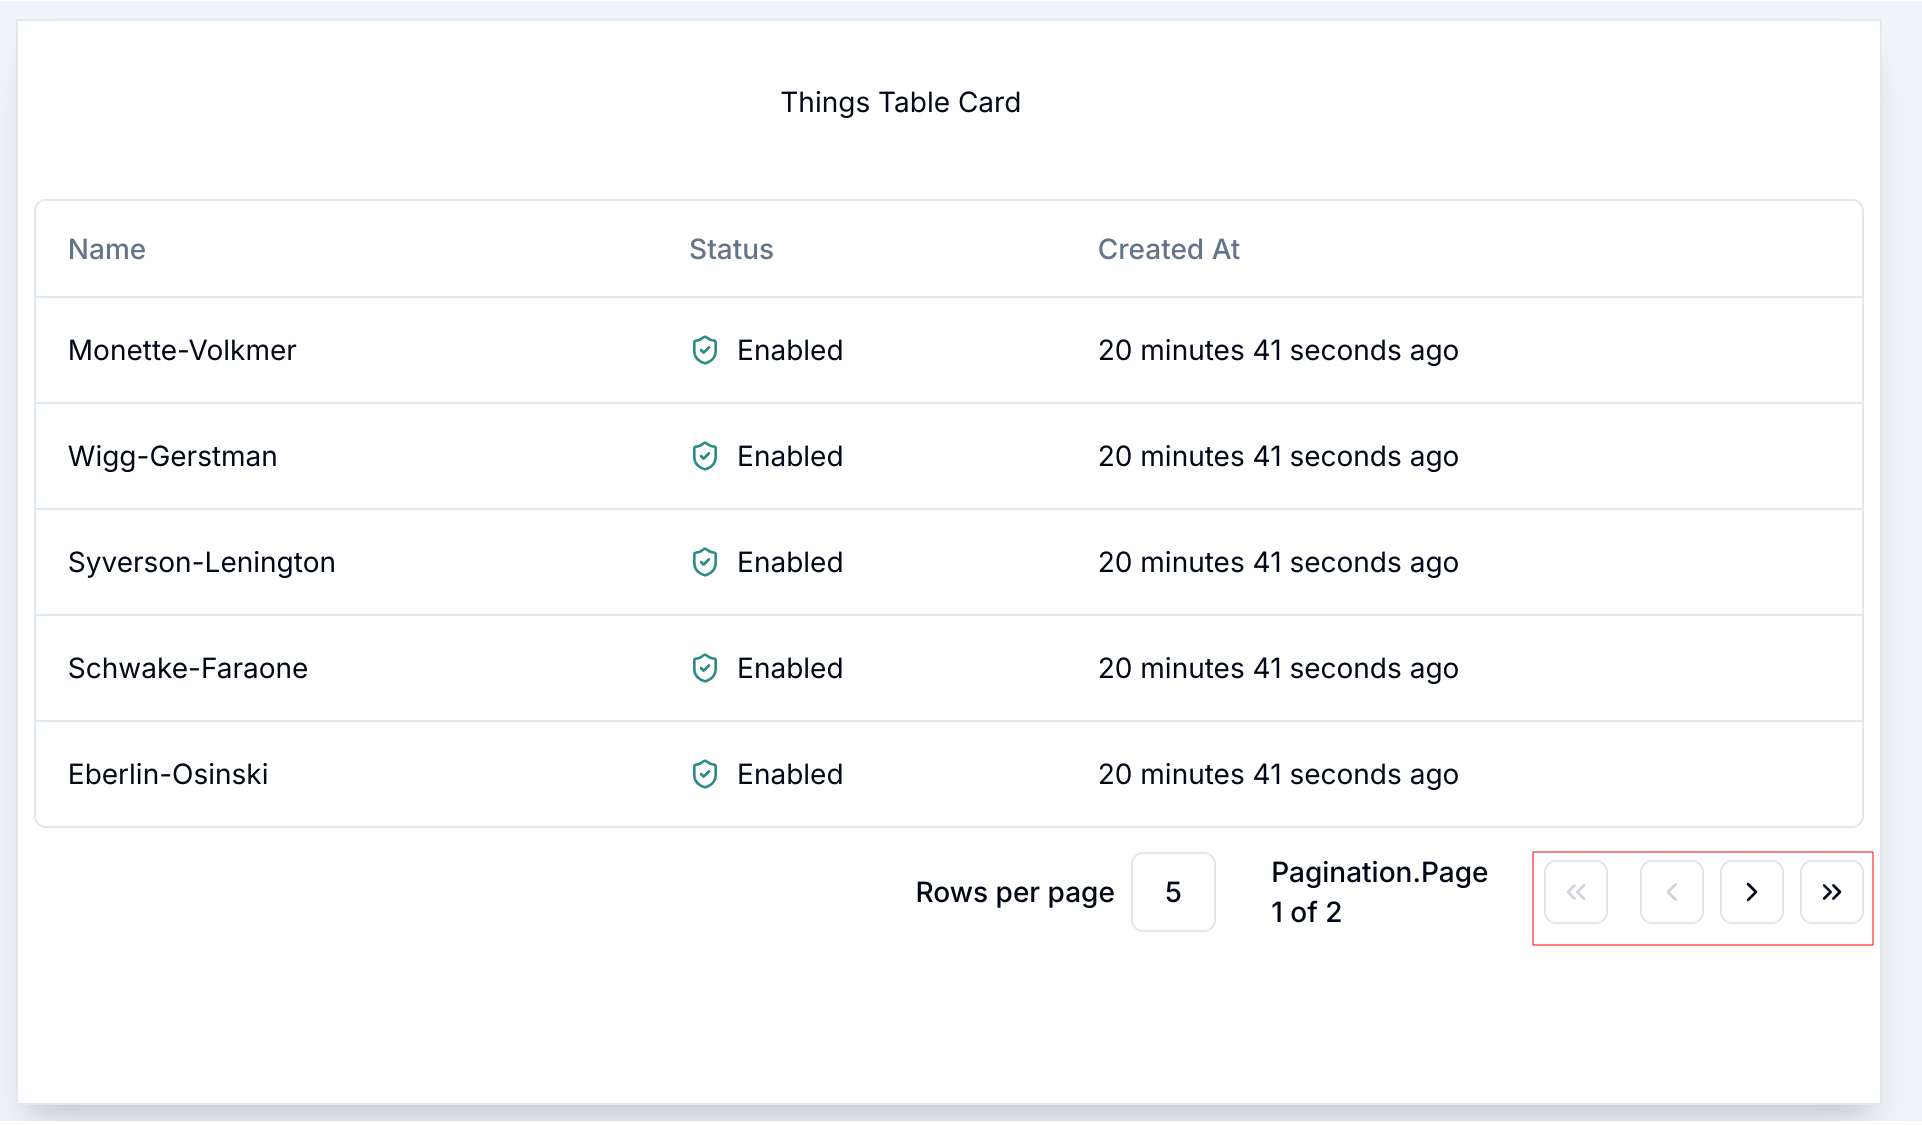 Things Table Card
Name Status Created At
Monette-Volkmer Enabled 20 minutes 41 seconds ago
Wigg-Gerstman Enabled 20 minutes 41 seconds ago
Syverson-Lenington Enabled 20 minutes 41 seconds ago
Schwake-Faraone Enabled 20 minutes 41 seconds ago
Eberlin-Osinski Enabled 20 minutes 41 seconds ago
Rows per page 5
Pagination.Page
1 of 2